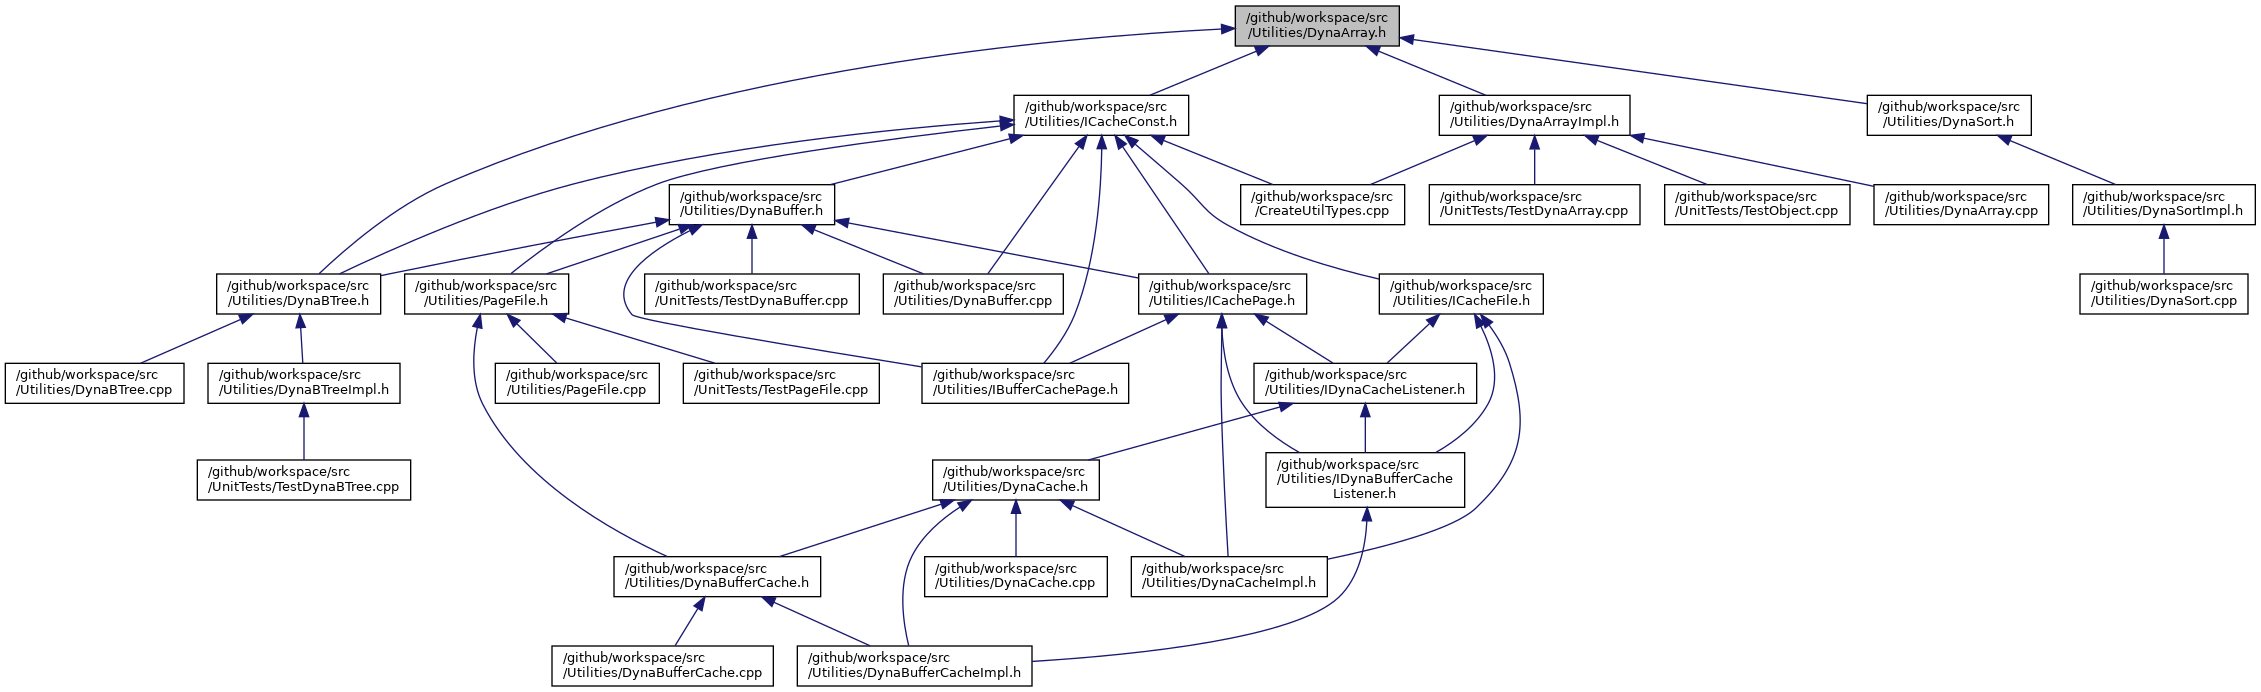 /github/workspace/src
/Utilities/DynaArray.h
/github/workspace/src
/Utilities/ICacheConst.h
/github/workspace/src
/Utilities/DynaArrayImpl.h
/github/workspace/src
/Utilities/DynaSort.h
/github/workspace/src
/Utilities/DynaBuffer.h
/github/workspace/src
/CreateUtilTypes.cpp
/github/workspace/src
/UnitTests/TestDynaArray.cpp
/github/workspace/src
/UnitTests/TestObject.cpp
/github/workspace/src
/Utilities/DynaArray.cpp
/github/workspace/src
/Utilities/DynaSortImpl.h
/github/workspace/src
/Utilities/DynaBTree.h
/github/workspace/src
/Utilities/PageFile.h
/github/workspace/src
/UnitTests/TestDynaBuffer.cpp
/github/workspace/src
/Utilities/DynaBuffer.cpp
/github/workspace/src
/Utilities/ICachePage.h
/github/workspace/src
/Utilities/ICacheFile.h
/github/workspace/src
/Utilities/DynaSort.cpp
/github/workspace/src
/Utilities/DynaBTree.cpp
/github/workspace/src
/Utilities/DynaBTreeImpl.h
/github/workspace/src
/Utilities/PageFile.cpp
/github/workspace/src
/UnitTests/TestPageFile.cpp
/github/workspace/src
/Utilities/IBufferCachePage.h
/github/workspace/src
/Utilities/IDynaCacheListener.h
/github/workspace/src
/UnitTests/TestDynaBTree.cpp
/github/workspace/src
/Utilities/DynaCache.h
/github/workspace/src
/Utilities/IDynaBufferCache
Listener.h
/github/workspace/src
/Utilities/DynaBufferCache.h
/github/workspace/src
/Utilities/DynaCache.cpp
/github/workspace/src
/Utilities/DynaCacheImpl.h
/github/workspace/src
/Utilities/DynaBufferCache.cpp
/github/workspace/src
/Utilities/DynaBufferCacheImpl.h